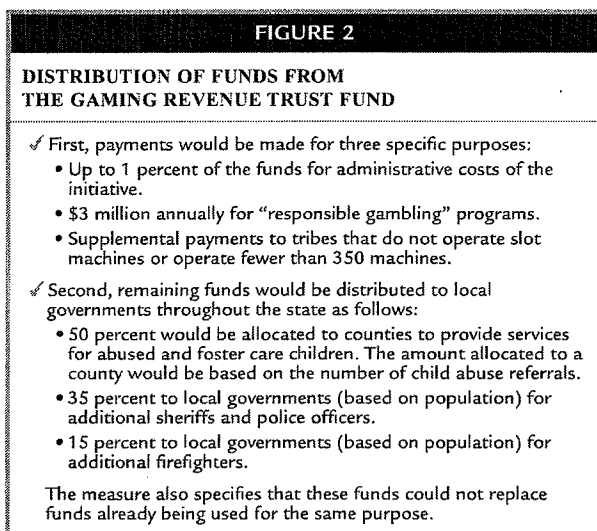 FIGURE 2
DISTRIBUTION OF FUNDS FROM
THE GAMING REVENUE TRUST FUND
✓ First, payments would be made for three specific purposes:
• Up to 1 percent of the funds for administrative costs of the
initiative.
• $3 million annually for “responsible gambling” programs.
• Supplemental payments to tribes that do not operate slot
machines or operate fewer than 350 machines.
✓ Second, remaining funds would be distributed to local
governments throughout the state as follows:
• 50 percent would be allocated to counties to provide services
for abused and foster care children. The amount allocated to a
county would be based on the number of child abuse referrals.
• 35 percent to local governments (based on population) for
additional sheriffs and police officers.
• 15 percent to local governments (based on population) for
additional firefighters.
The measure also specifies that these funds could not replace
funds already being used for the same purpose.